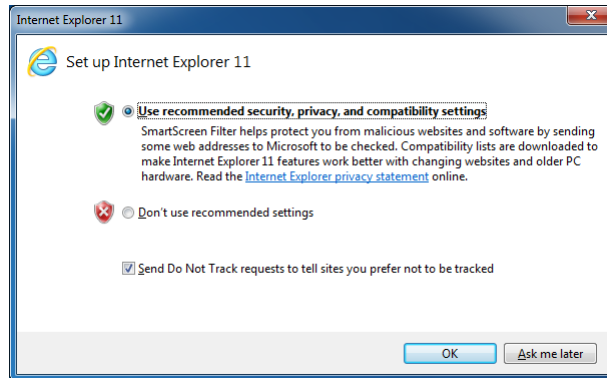 Internet Explorer 11
Set up Internet Explorer 11
Use recommended security, privacy, and compatibility settings
SmartScreen Filter helps protect you from malicious websites and software by sending
some web addresses to Microsoft to be checked. Compatibility lists are downloaded to
make Internet Explorer 11 features work better with changing websites and older PC
hardware. Read the Internet Explorer privacy statement online.
Don't use recommended settings
Send Do Not Track requests to tell sites you prefer not to be tracked
OK Ask me later